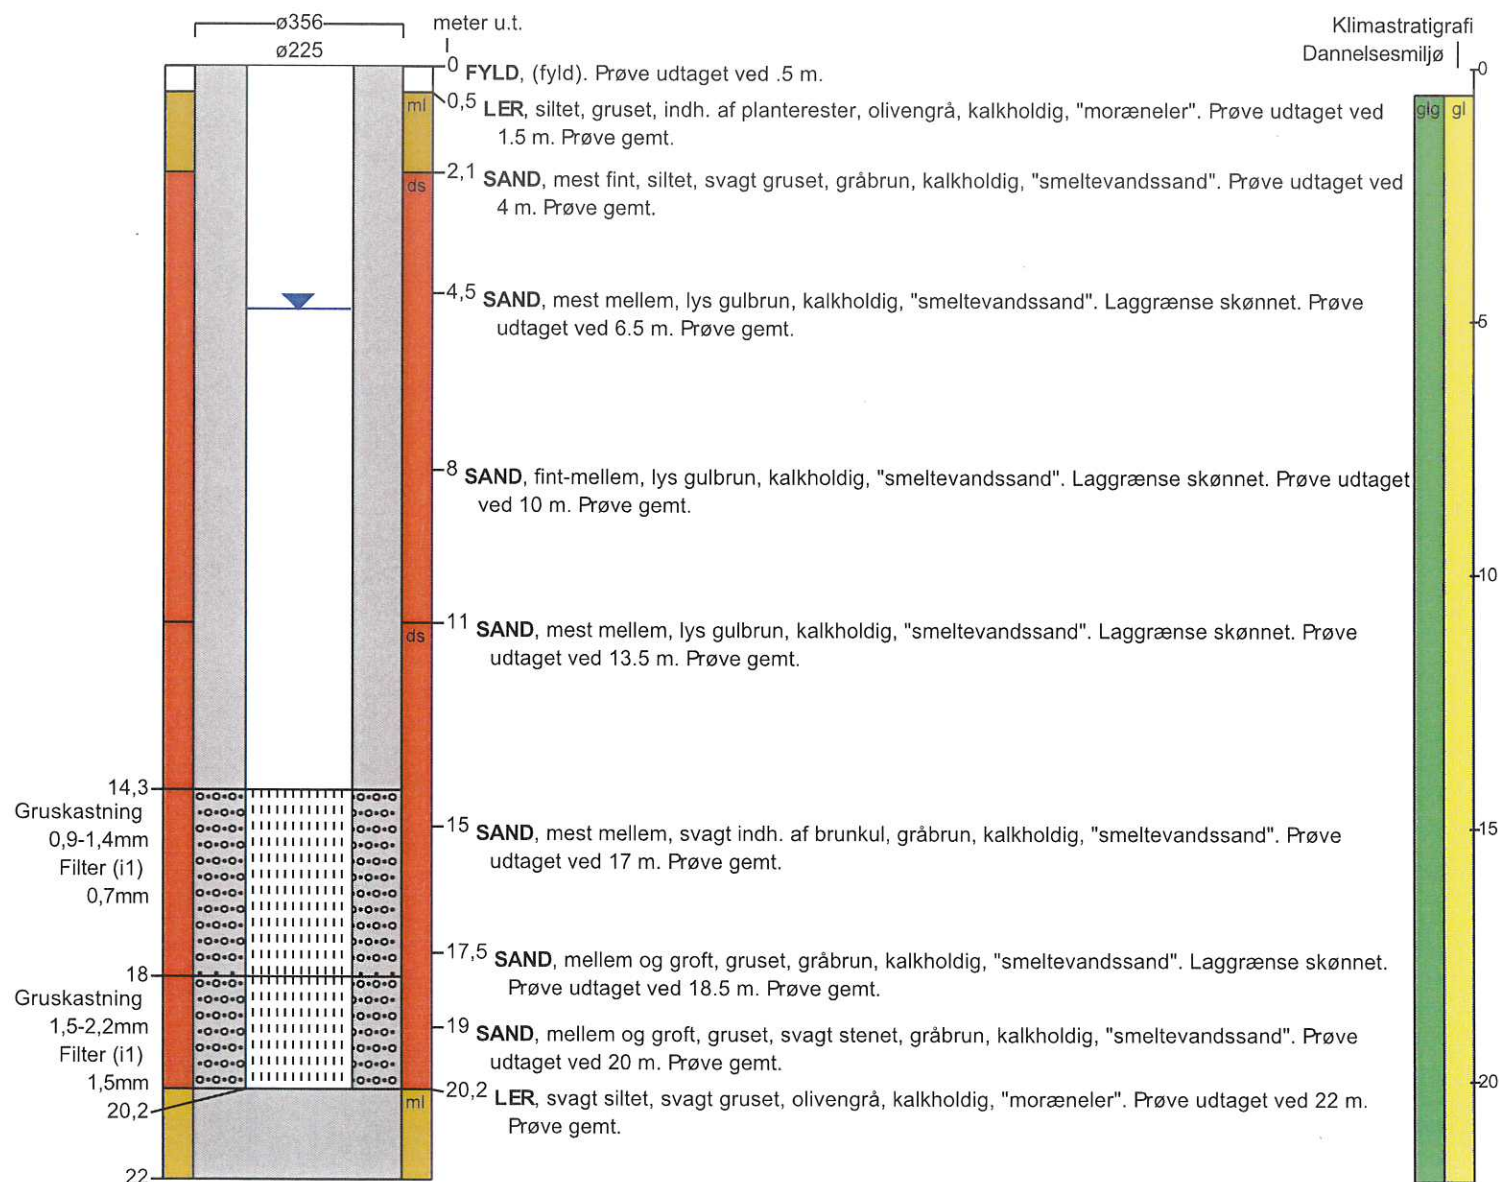 ø356
ø225
meter u.t.
Klimastratigrafi
Dannelsesmiljø
0 FYLD, (fyld). Prøve udtaget ved .5 m.
0,5 LER, siltet, gruset, indh. af planterester, olivengrå, kalkholdig, "moræneler". Prøve udtaget ved
1.5 m. Prøve gemt.
2,1 SAND, mest fint, siltet, svagt gruset, gråbrun, kalkholdig, "smeltevandssand". Prøve udtaget ved
4 m. Prøve gemt.
4,5 SAND, mest mellem, lys gulbrun, kalkholdig, "smeltevandssand". Laggrænse skønnet. Prøve
udtaget ved 6.5 m. Prøve gemt.
8 SAND, fint-mellem, lys gulbrun, kalkholdig, "smeltevandssand". Laggrænse skønnet. Prøve udtaget
ved 10 m. Prøve gemt.
11 SAND, mest mellem, lys gulbrun, kalkholdig, "smeltevandssand". Laggrænse skønnet. Prøve
udtaget ved 13.5 m. Prøve gemt.
15 SAND, mest mellem, svagt indh. af brunkul, gråbrun, kalkholdig, "smeltevandssand". Prøve
udtaget ved 17 m. Prøve gemt.
17,5 SAND, mellem og groft, gruset, gråbrun, kalkholdig, "smeltevandssand". Laggrænse skønnet.
Prøve udtaget ved 18.5 m. Prøve gemt.
19 SAND, mellem og groft, gruset, svagt stenet, gråbrun, kalkholdig, "smeltevandssand". Prøve
udtaget ved 20 m. Prøve gemt.
20,2 LER, svagt siltet, svagt gruset, olivengrå, kalkholdig, "moræneler". Prøve udtaget ved 22 m.
Prøve gemt.
ml
ds
ds
ml
14,3
Gruskastning
0,9-1,4mm
Filter (i1)
0,7mm
18
Gruskastning
1,5-2,2mm
Filter (i1)
1,5mm
20,2
22
glg gl
0
5
10
15
20